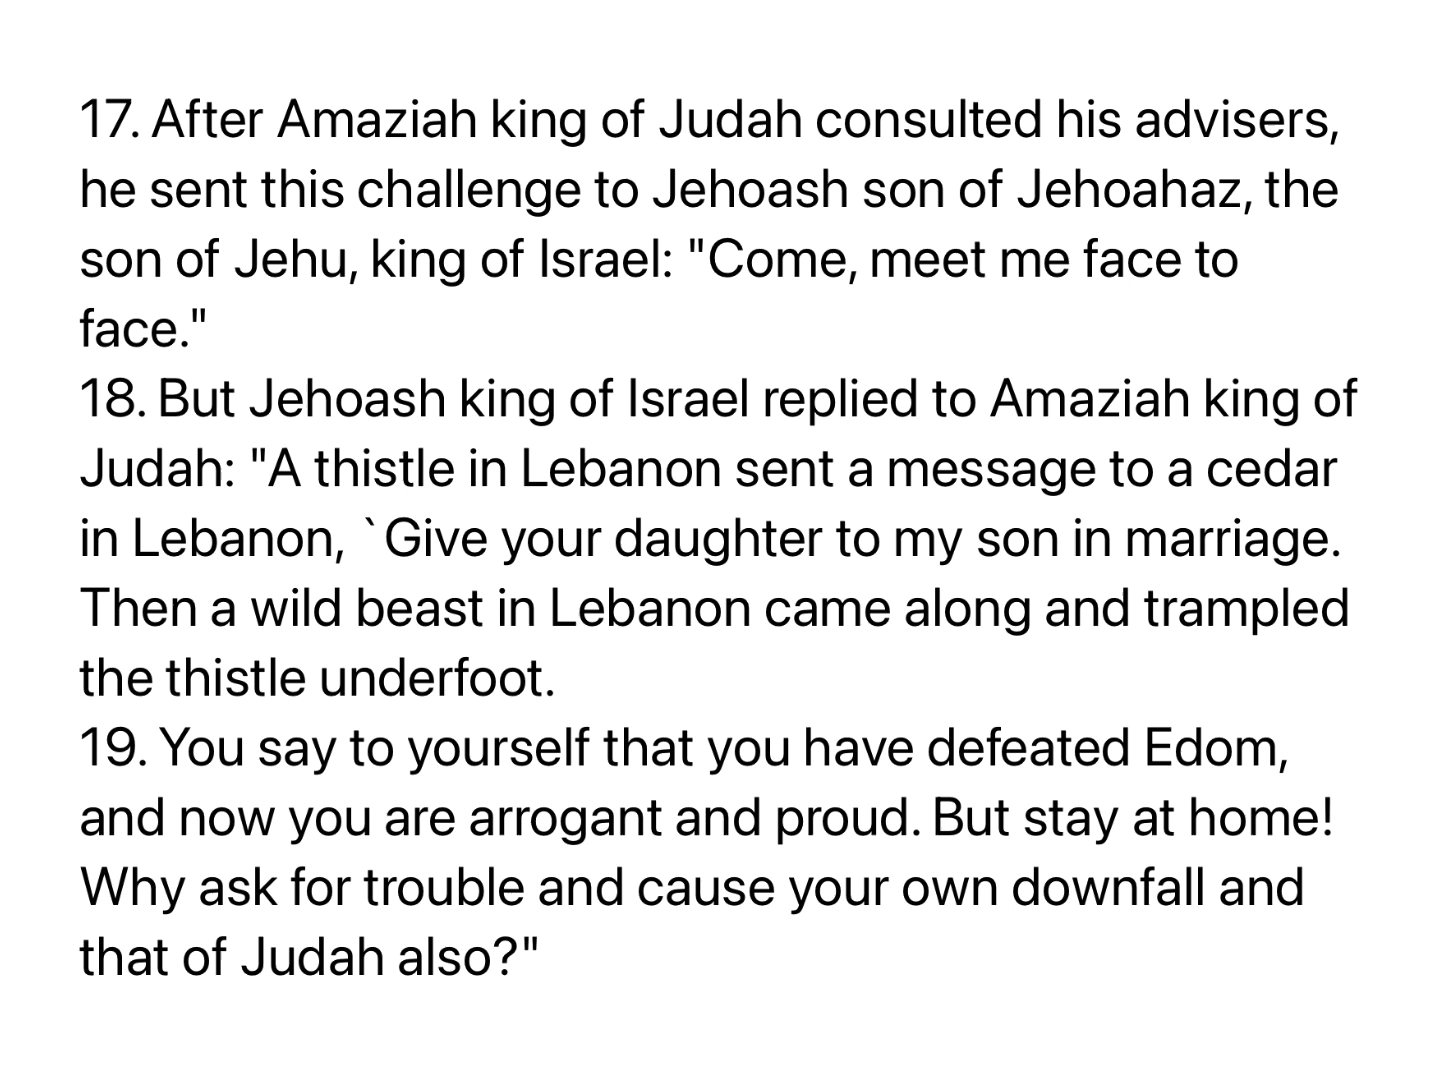 17. After Amaziah king of Judah consulted his advisers,
he sent this challenge to Jehoash son of Jehoahaz, the
son of Jehu, king of Israel: "Come, meet me face to
face."
18. But Jehoash king of Israel replied to Amaziah king of
Judah: "A thistle in Lebanon sent a message to a cedar
in Lebanon, `Give your daughter to my son in marriage.
Then a wild beast in Lebanon came along and trampled
the thistle underfoot.
19. You say to yourself that you have defeated Edom,
and now you are arrogant and proud. But stay at home!
Why ask for trouble and cause your own downfall and
that of Judah also?"